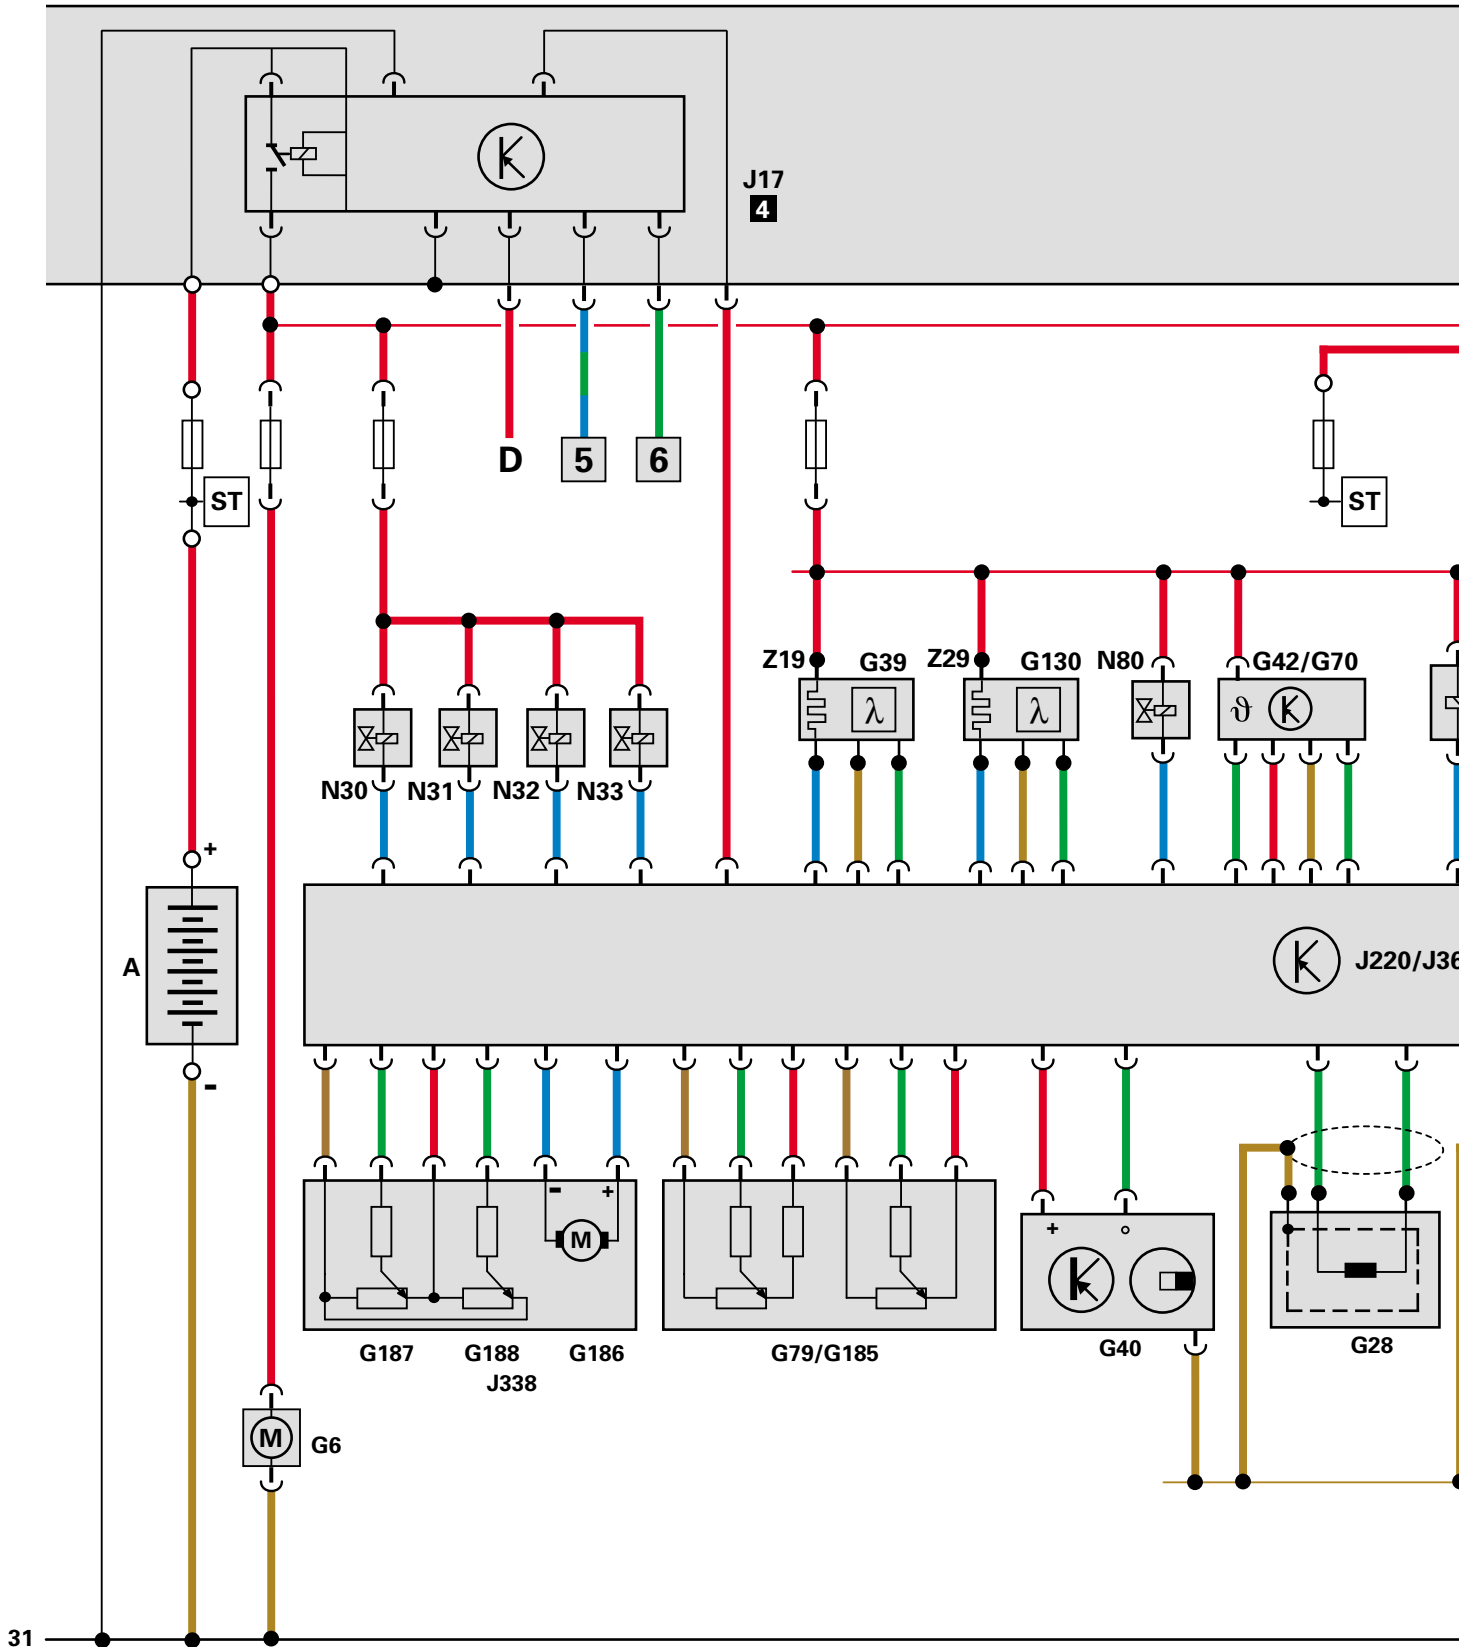 J17
4
D
5
6
ST
ST
Z19
G39
Z29
G130
N80
G42/G70
λ
λ
ϑ
N30
N31
N32
N33
+
A
-
J220/J36
-
+
M
+
G187
G188
G186
J338
G79/G185
G40
G28
M
G6
31